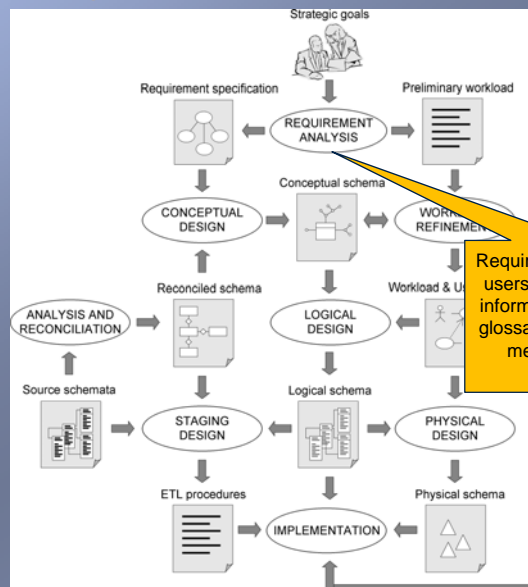 Strategic goals
Requirement specification
Preliminary workload
REQUIREMENT
ANALYSIS
Conceptual schema
CONCEPTUAL
DESIGN
REFINEMENT
Requir
users
inform
glossa
me
Reconciled schema
Workload & Us
ANALYSIS AND
RECONCILIATION
LOGICAL
DESIGN
Source schemata
Logical schema
STAGING
DESIGN
PHYSICAL
DESIGN
ETL procedures
Physical schema
IMPLEMENTATION